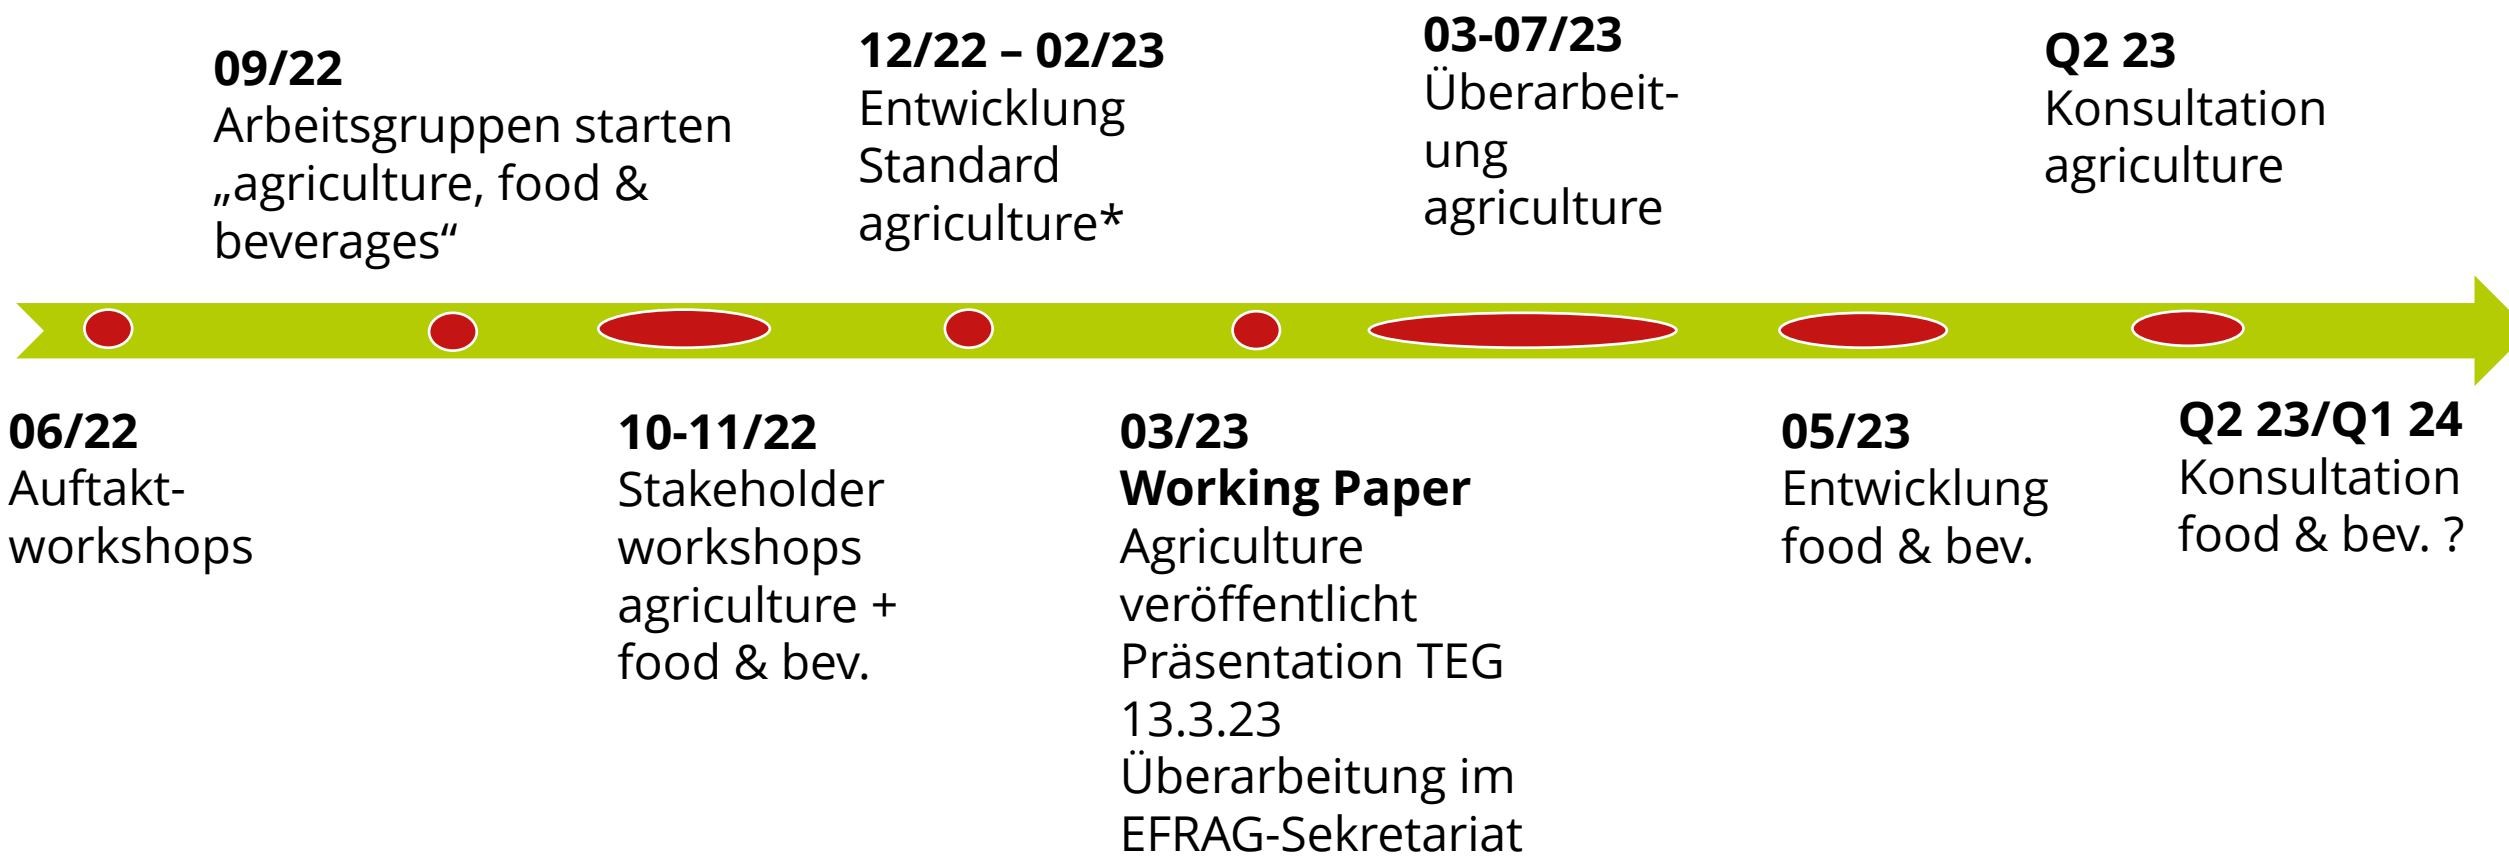 09/22
Arbeitsgruppen starten
„agriculture, food &
beverages“
12/22 – 02/23
Entwicklung
Standard
agriculture*
03-07/23
Überarbeit-
ung
agriculture
Q2 23
Konsultation
agriculture
06/22
Auftakt-
workshops
10-11/22
Stakeholder
workshops
agriculture +
food & bev.
03/23
Working Paper
Agriculture
veröffentlicht
Präsentation TEG
13.3.23
Überarbeitung im
EFRAG-Sekretariat
05/23
Entwicklung
food & bev.
Q2 23/Q1 24
Konsultation
food & bev. ?